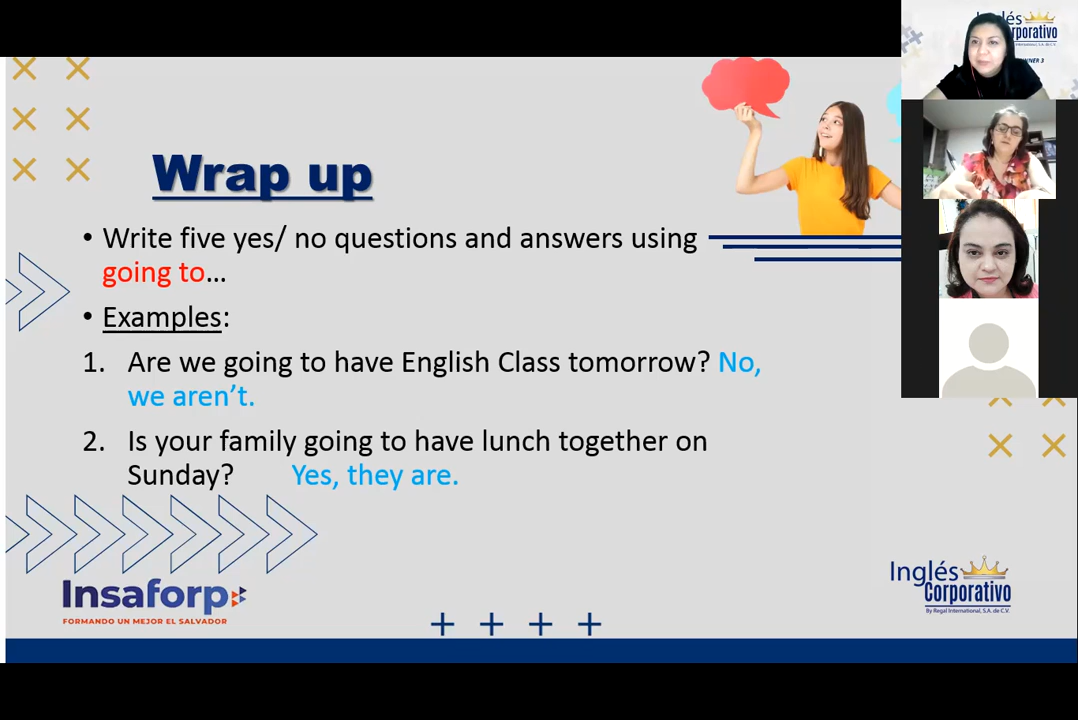 Wrap up
• Write five yes/ no questions and answers using
going to...
• Examples:
1. Are we going to have English Class tomorrow? No,
we aren't.
2. Is your family going to have lunch together on
Sunday? Yes, they are.
Insaforp
FORMANDO UN MEJOR EL SALVADOR
Inglés
Corporativo
By Regal International, S.A. de C.V.